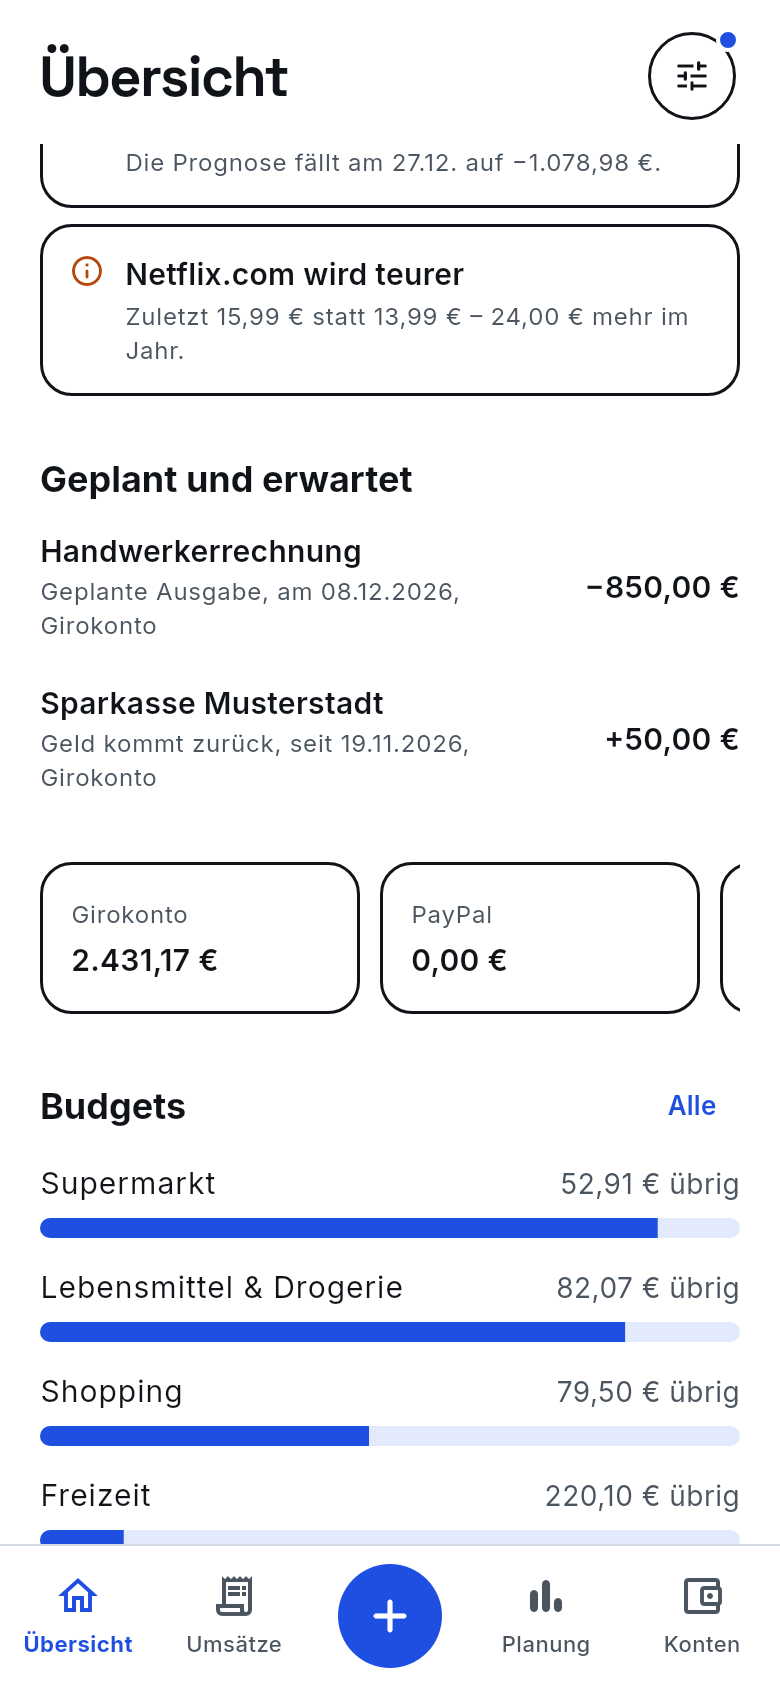 Übersicht
Die Prognose fällt am 27.12. auf −1.078,98 €.
Netflix.com wird teurer
Zuletzt 15,99 € statt 13,99 € – 24,00 € mehr im
Jahr.
Geplant und erwartet
Handwerkerrechnung
Geplante Ausgabe, am 08.12.2026,
Girokonto
−850,00 €
Sparkasse Musterstadt
Geld kommt zurück, seit 19.11.2026,
Girokonto
+50,00 €
Girokonto
2.431,17 €
PayPal
0,00 €
Budgets
Alle
Supermarkt
52,91 € übrig
Lebensmittel & Drogerie
82,07 € übrig
Shopping
79,50 € übrig
Freizeit
220,10 € übrig
Übersicht
Umsätze
Planung
Konten